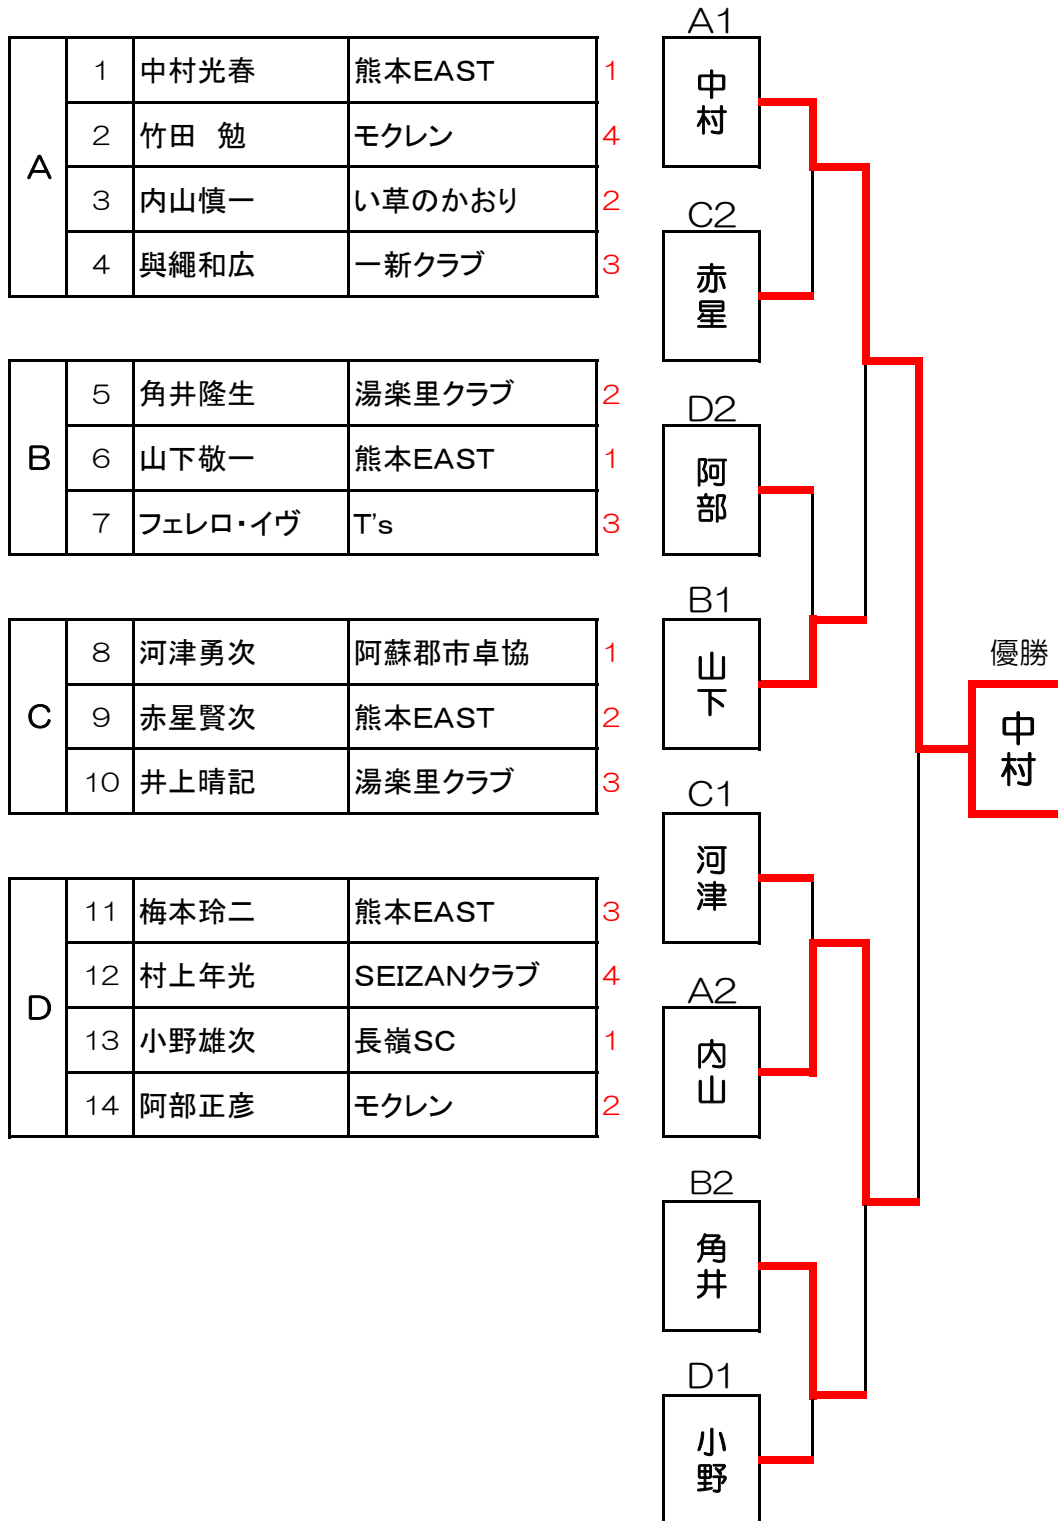 A 1 中村光春 熊本EAST 1
2 竹田 勉 モクレン 4
3 内山慎一 い草のかおり 2
4 與繩和広 一新クラブ 3
B 5 角井隆生 湯楽里クラブ 2
6 山下敬一 熊本EAST 1
7 フェレロ・イヴ T's 3
C 8 河津勇次 阿蘇郡市卓協 1
9 赤星賢次 熊本EAST 2
10 井上晴記 湯楽里クラブ 3
D 11 梅本玲二 熊本EAST 3
12 村上年光 SEIZANクラブ 4
13 小野雄次 長嶺SC 1
14 阿部正彦 モクレン 2
A1
中村
C2
赤星
D2
阿部
B1
山下
C1
河津
A2
内山
B2
角井
D1
小野
優勝
中村